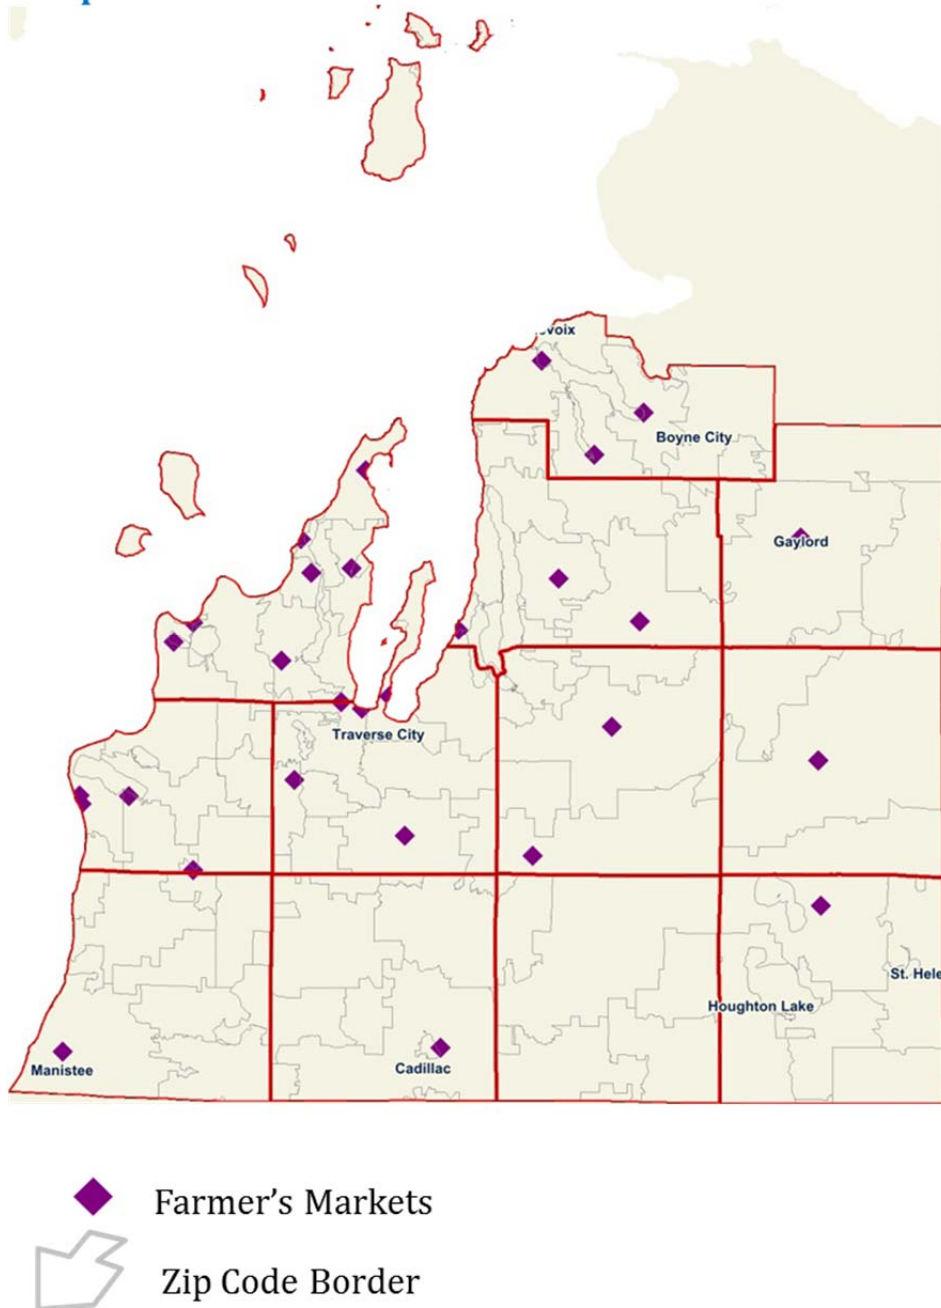 voix
Boyne City
Gaylord
Traverse City
St. Hele
Houghton Lake
Cadillac
Manistee
Farmer's Markets
Zip Code Border